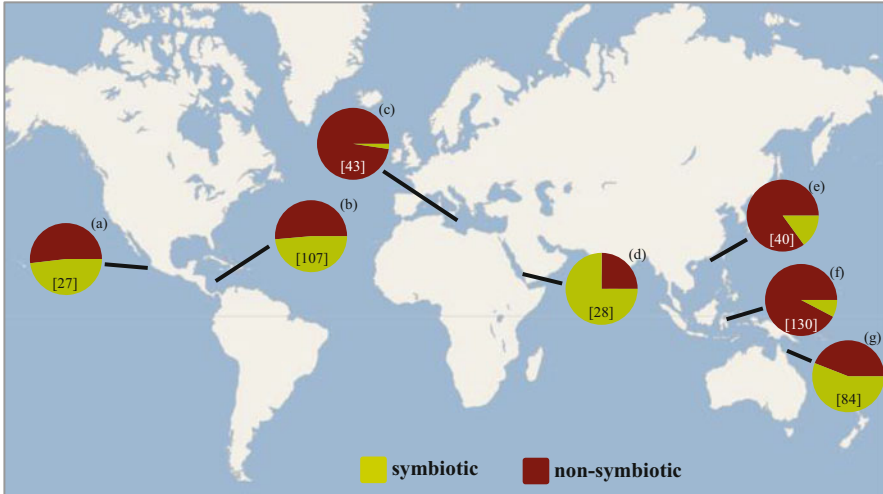 (c)
[43]
(b)
[107]
(a)
[27]
(e)
[40]
(d)
[28]
(f)
[130]
(g)
[84]
symbiotic
non-symbiotic